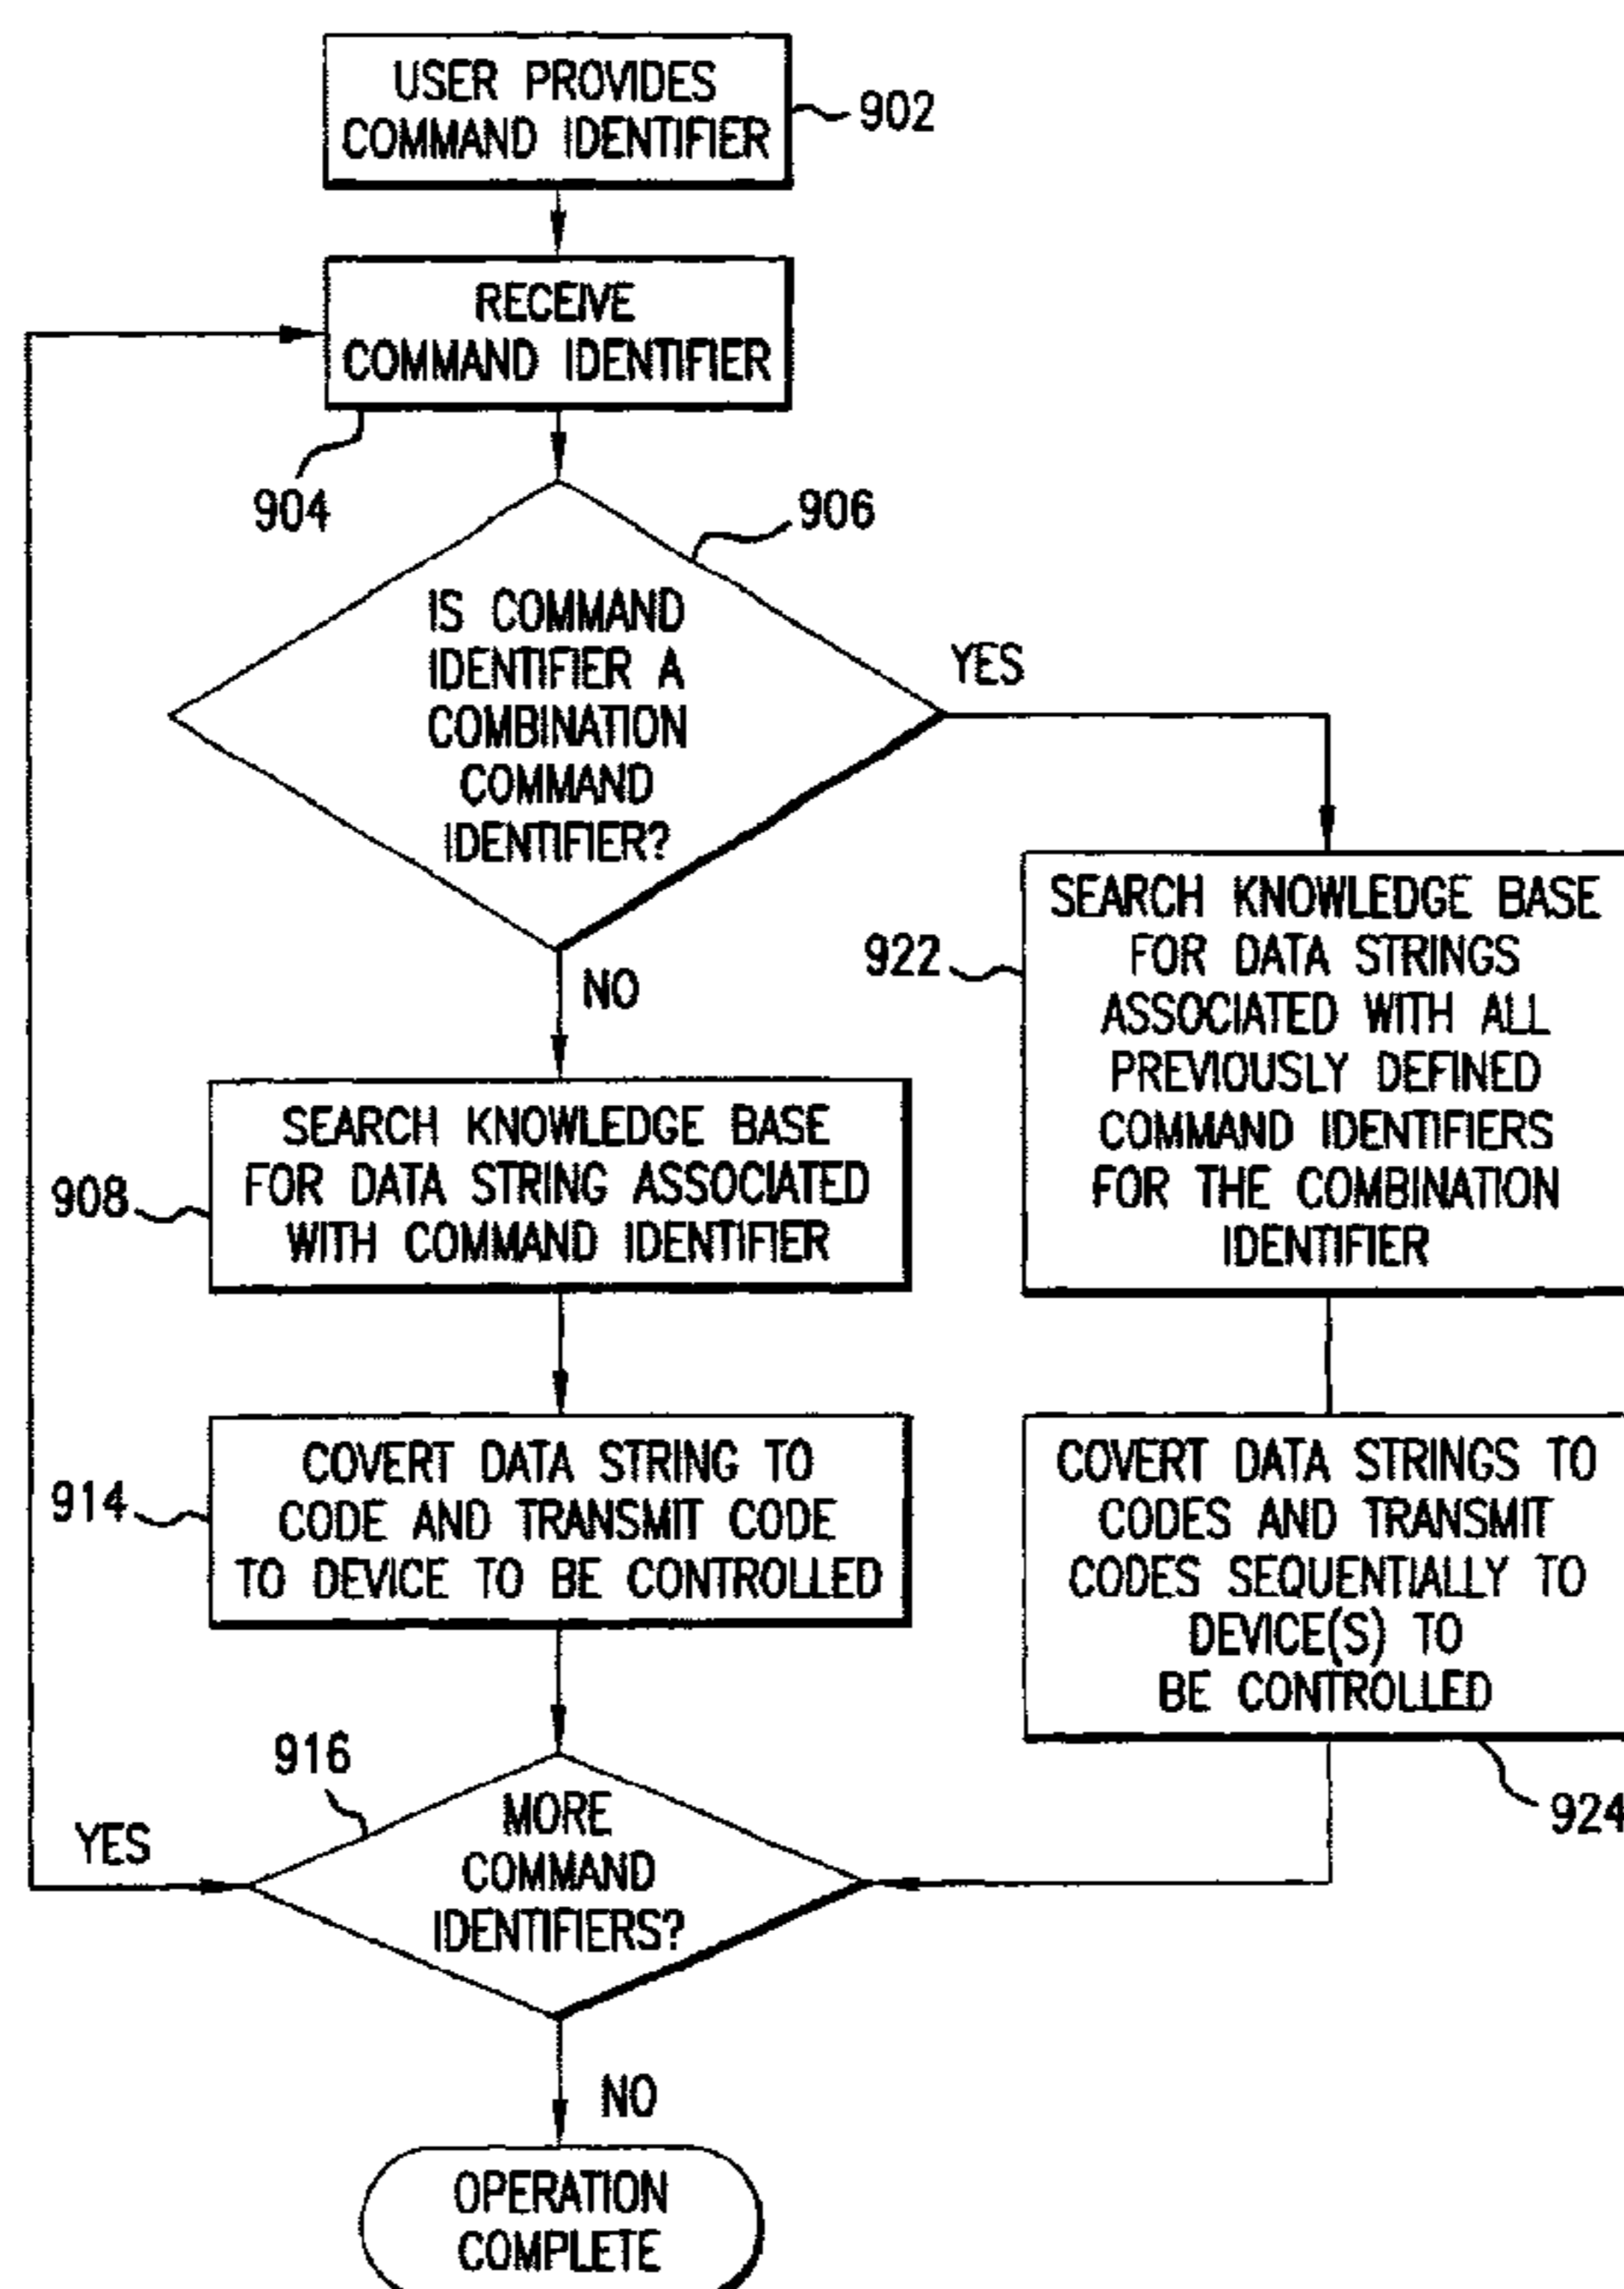 USER PROVIDES
COMMAND IDENTIFIER
902
RECEIVE
COMMAND IDENTIFIER
904
906
IS COMMAND
IDENTIFIER A
COMBINATION
COMMAND
IDENTIFIER?
YES
NO
SEARCH KNOWLEDGE BASE
FOR DATA STRINGS
ASSOCIATED WITH ALL
PREVIOUSLY DEFINED
COMMAND IDENTIFIERS
FOR THE COMBINATION
IDENTIFIER
922
SEARCH KNOWLEDGE BASE
FOR DATA STRING ASSOCIATED
WITH COMMAND IDENTIFIER
908
COVERT DATA STRING TO
CODE AND TRANSMIT CODE
TO DEVICE TO BE CONTROLLED
914
COVERT DATA STRINGS TO
CODES AND TRANSMIT
CODES SEQUENTIALLY TO
DEVICE(S) TO
BE CONTROLLED
924
916
MORE
COMMAND
IDENTIFIERS?
YES
NO
OPERATION
COMPLETE